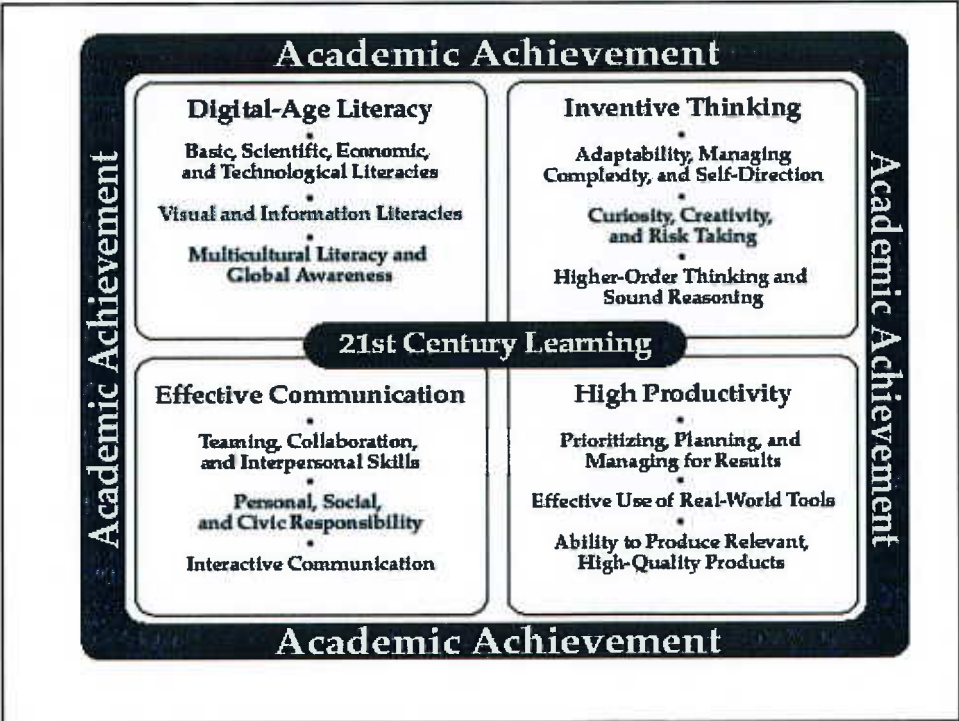 Academic Achievement
Digital-Age Literacy
•
Basic, Scientific, Economic,
and Technological Literacies
•
Visual and Information Literacies
•
Multicultural Literacy and
Global Awareness
Inventive Thinking
•
Adaptability, Managing
Complexity, and Self-Direction
•
Curiosity, Creativity,
and Risk Taking
•
Higher-Order Thinking and
Sound Reasoning
Academic Achievement
Academic Achievement
21st Century Learning
Effective Communication
•
Teaming, Collaboration,
and Interpersonal Skills
•
Personal, Social,
and Civic Responsibility
•
Interactive Communication
High Productivity
•
Prioritizing, Planning, and
Managing for Results
•
Effective Use of Real-World Tools
•
Ability to Produce Relevant,
High-Quality Products
Academic Achievement